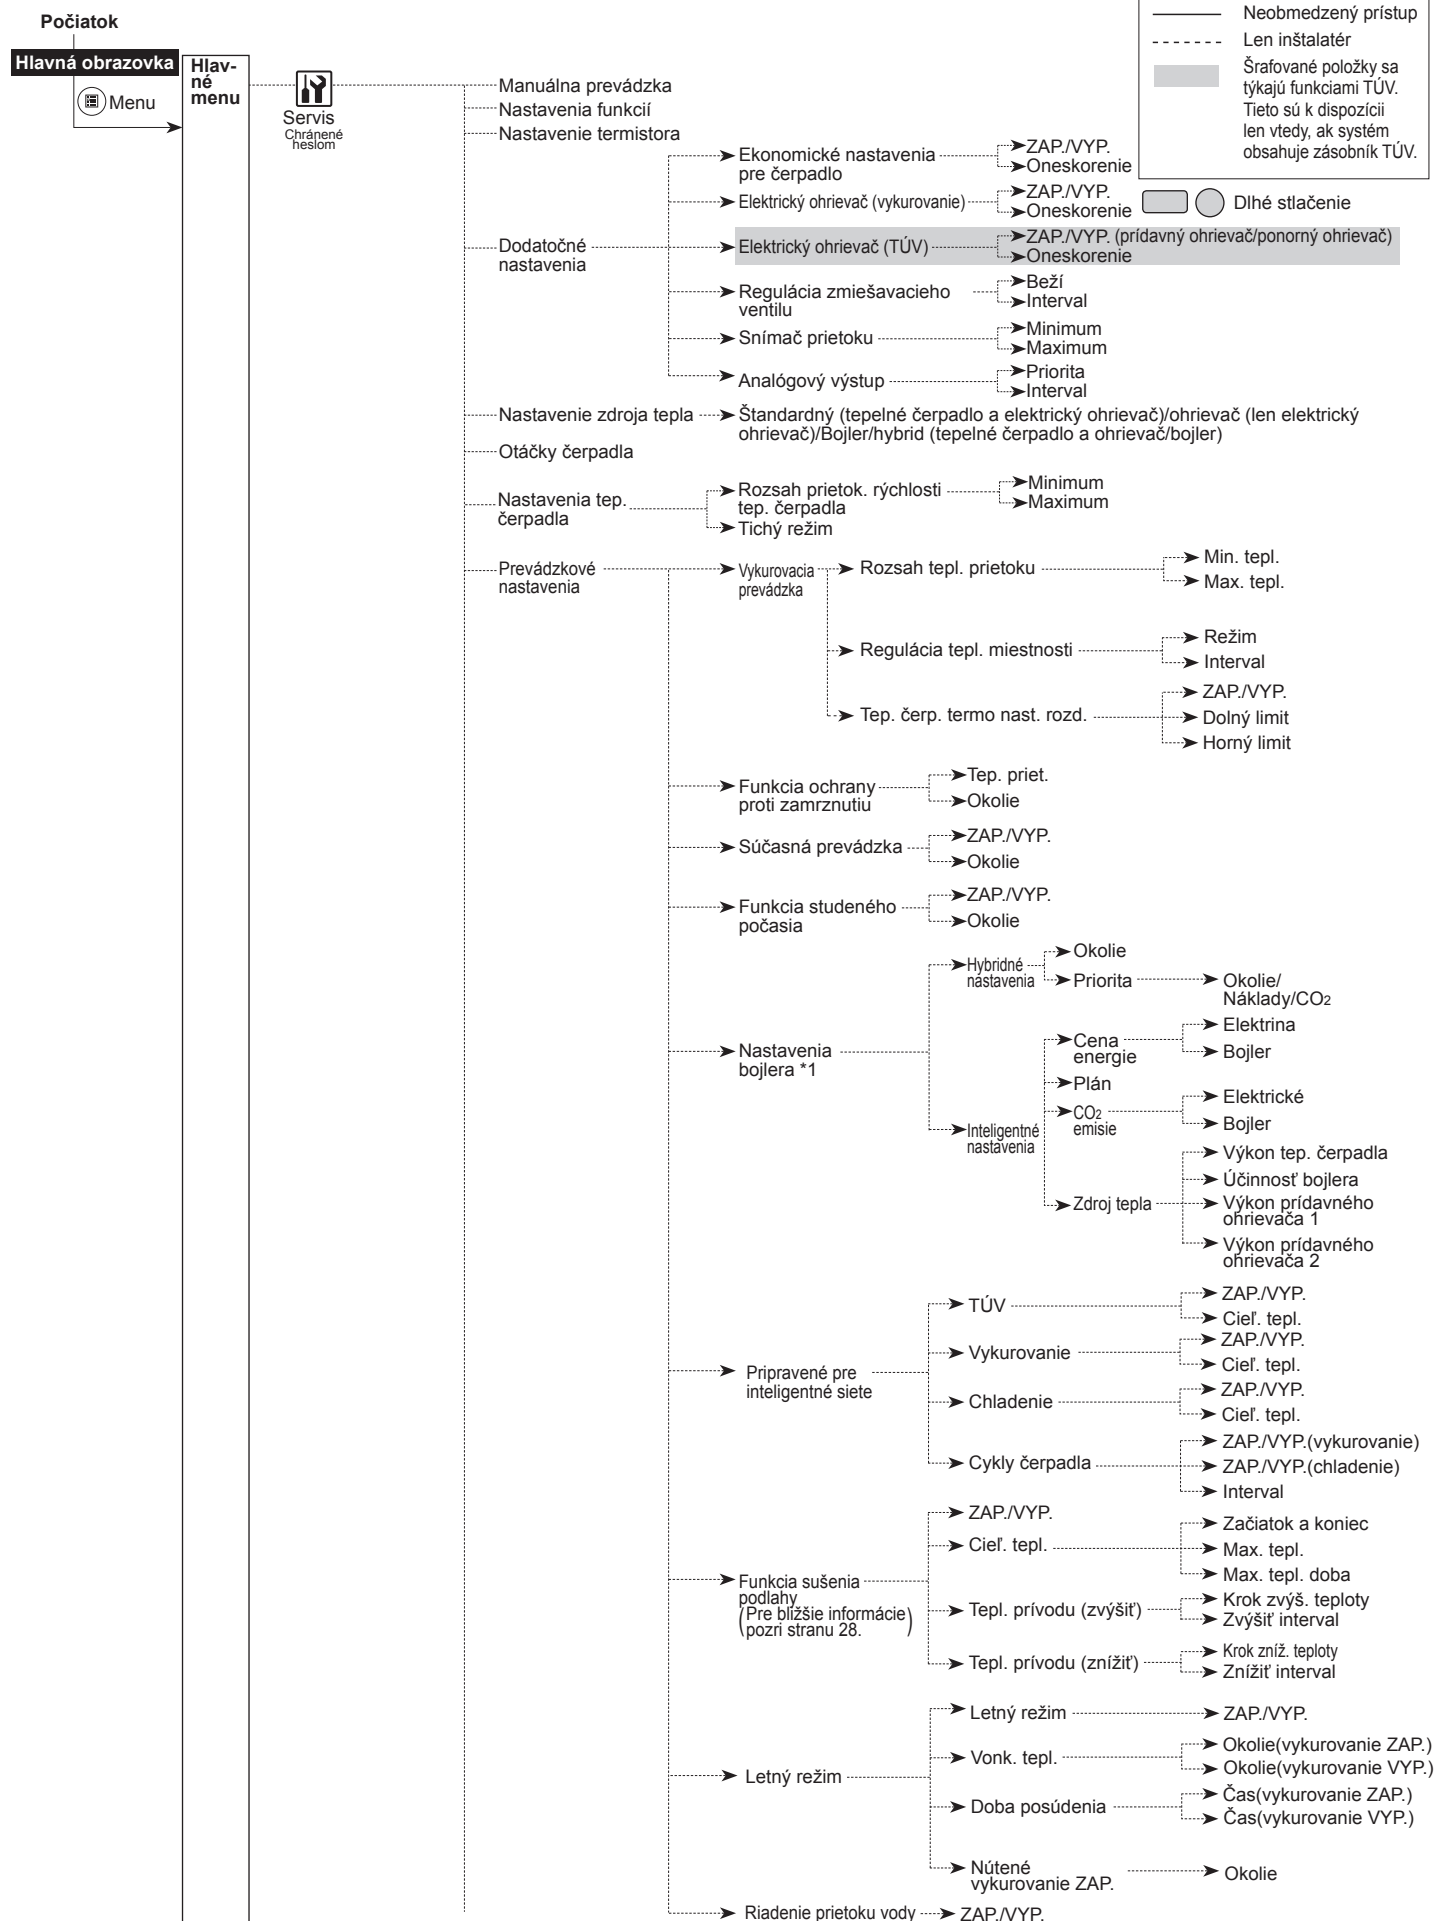 Počiatok
Hlavná obrazovka
Menu
Hlav-
né
menu
Servis
Chránené
heslom
Neobmedzený prístup
Len inštalatér
Šrafované položky sa
týkajú funkciami TÚV.
Tieto sú k dispozícii
len vtedy, ak systém
obsahuje zásobník TÚV.
Dlhé stlačenie
Manuálna prevádzka
Nastavenia funkcií
Nastavenie termistora
Dodatočné
nastavenia
Ekonomické nastavenia
pre čerpadlo
ZAP./VYP.
Oneskorenie
Elektrický ohrievač (vykurovanie)
ZAP./VYP.
Oneskorenie
Elektrický ohrievač (TÚV)
ZAP./VYP. (prídavný ohrievač/ponorný ohrievač)
Oneskorenie
Regulácia zmiešavacieho
ventilu
Beží
Interval
Snímač prietoku
Minimum
Maximum
Analógový výstup
Priorita
Interval
Nastavenie zdroja tepla
Štandardný (tepelné čerpadlo a elektrický ohrievač)/ohrievač (len elektrický
ohrievač)/Bojler/hybrid (tepelné čerpadlo a ohrievač/bojler)
Otáčky čerpadla
Nastavenia tep.
čerpadla
Rozsah prietok. rýchlosti
tep. čerpadla
Minimum
Maximum
Tichý režim
Prevádzkové
nastavenia
Vykurovacia
prevádzka
Rozsah tepl. prietoku
Min. tepl.
Max. tepl.
Regulácia tepl. miestnosti
Režim
Interval
Tep. čerp. termo nast. rozd.
ZAP./VYP.
Dolný limit
Horný limit
Funkcia ochrany
proti zamrznutiu
Tep. priet.
Okolie
Súčasná prevádzka
ZAP./VYP.
Okolie
Funkcia studeného
počasia
ZAP./VYP.
Okolie
Nastavenia
bojlera *1
Hybridné
nastavenia
Okolie
Priorita
Okolie/
Náklady/CO2
Inteligentné
nastavenia
Cena
energie
Elektrina
Bojler
Plán
CO2
emisie
Elektrické
Bojler
Zdroj tepla
Výkon tep. čerpadla
Účinnosť bojlera
Výkon prídavného
ohrievača 1
Výkon prídavného
ohrievača 2
Pripravené pre
inteligentné siete
TÚV
ZAP./VYP.
Cieľ. tepl.
Vykurovanie
ZAP./VYP.
Cieľ. tepl.
Chladenie
ZAP./VYP.
Cieľ. tepl.
Cykly čerpadla
ZAP./VYP.(vykurovanie)
ZAP./VYP.(chladenie)
Interval
Funkcia sušenia
podlahy
(Pre bližšie informácie
pozri stranu 28.)
ZAP./VYP.
Cieľ. tepl.
Začiatok a koniec
Max. tepl.
Max. tepl. doba
Tepl. prívodu (zvýšiť)
Krok zvýš. teploty
Zvýšiť interval
Tepl. prívodu (znížiť)
Krok zníž. teploty
Znížiť interval
Letný režim
Letný režim
ZAP./VYP.
Vonk. tepl.
Okolie(vykurovanie ZAP.)
Okolie(vykurovanie VYP.)
Doba posúdenia
Čas(vykurovanie ZAP.)
Čas(vykurovanie VYP.)
Nútené
vykurovanie ZAP.
Okolie
Riadenie prietoku vody
ZAP./VYP.